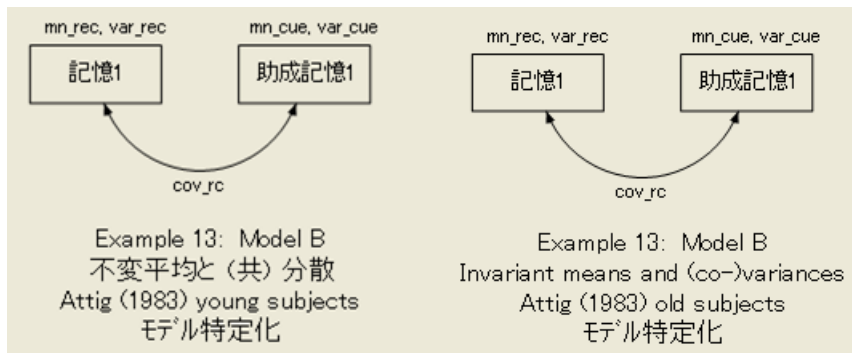 mn_rec, var_rec
mn_cue, var_cue
記憶1
助成記憶1
cov_rc
Example 13: Model B
不変平均と (共) 分散
Attig (1983) young subjects
モデル特定化
mn_rec, var_rec
mn_cue, var_cue
記憶1
助成記憶1
cov_rc
Example 13: Model B
Invariant means and (co-)variances
Attig (1983) old subjects
モデル特定化